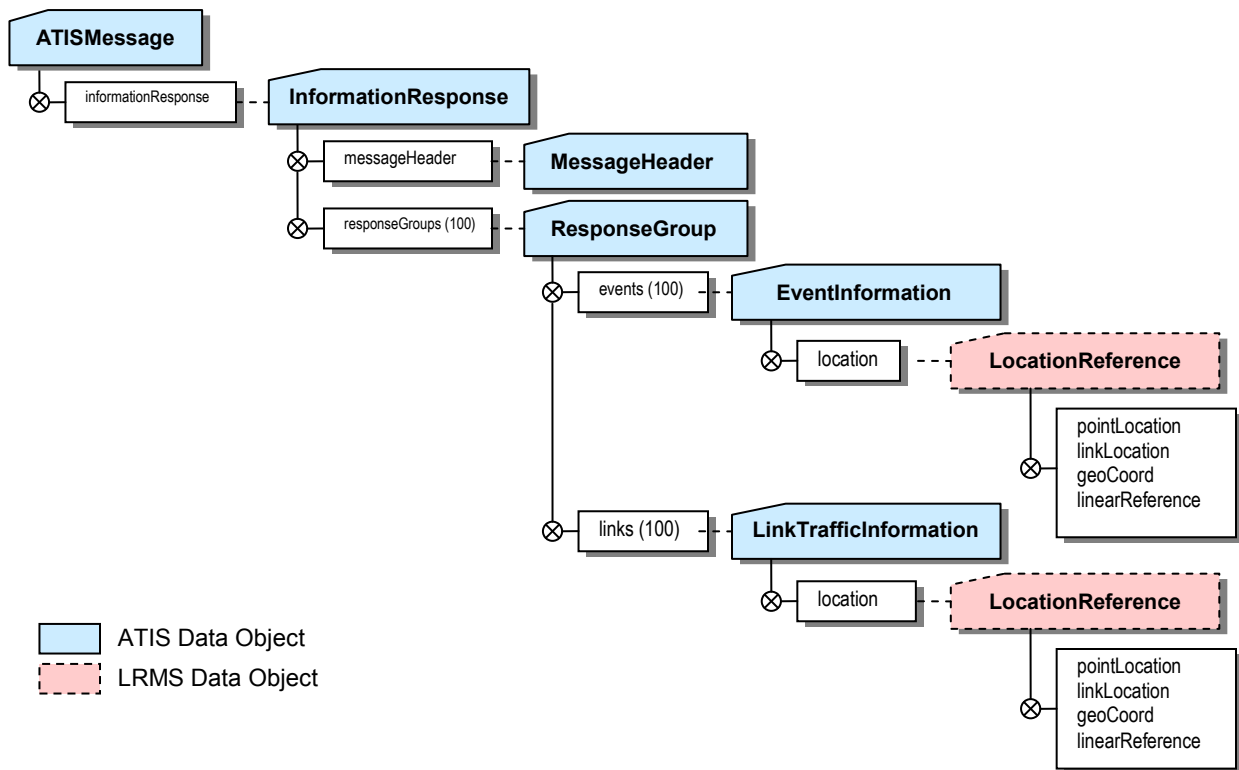 ATISMessage
informationResponse
InformationResponse
messageHeader
MessageHeader
responseGroups (100)
ResponseGroup
events (100)
EventInformation
location
LocationReference
pointLocation
linkLocation
geoCoord
linearReference
links (100)
LinkTrafficInformation
location
LocationReference
pointLocation
linkLocation
geoCoord
linearReference
ATIS Data Object
LRMS Data Object